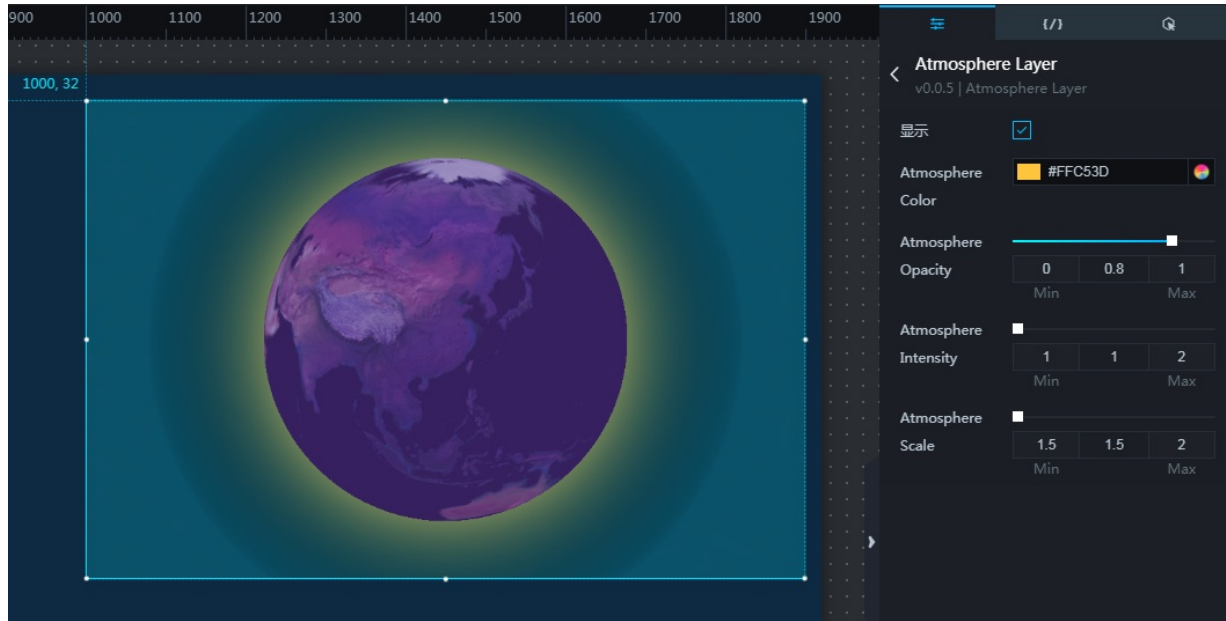 900 1000 1100 1200 1300 1400 1500 1600 1700 1800 1900
{/}
1000, 32
Atmosphere Layer
v0.0.5 | Atmosphere Layer
显示
Atmosphere
Color
#FFC53D
Atmosphere
Opacity
0 0.8 1
Min Max
Atmosphere
Intensity
1 1 2
Min Max
Atmosphere
Scale
1.5 1.5 2
Min Max